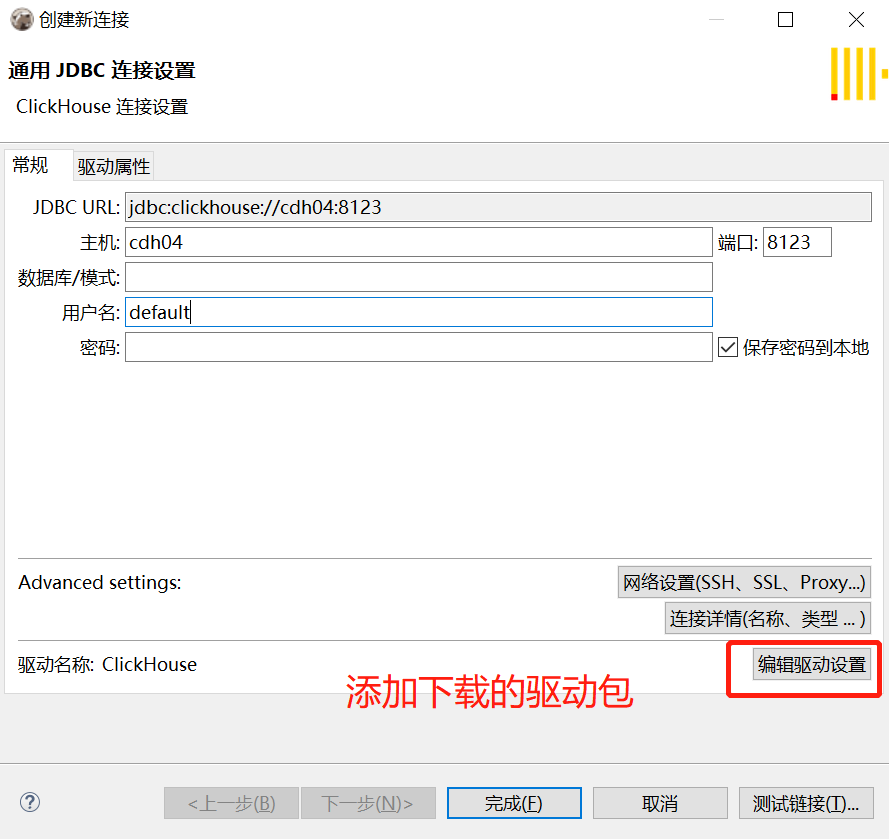 创建新连接
通用 JDBC 连接设置
ClickHouse 连接设置
常规 驱动属性
JDBC URL: jdbc:clickhouse://cdh04:8123
主机: cdh04 端口: 8123
数据库/模式:
用户名: default
密码: 保存密码到本地
Advanced settings: 网络设置(SSH、SSL、Proxy...)
连接详情(名称、类型 ... )
驱动名称: ClickHouse 编辑驱动设置
添加下载的驱动包
<上一步(B) 下一步(N)> 完成(F) 取消 测试链接(T)...